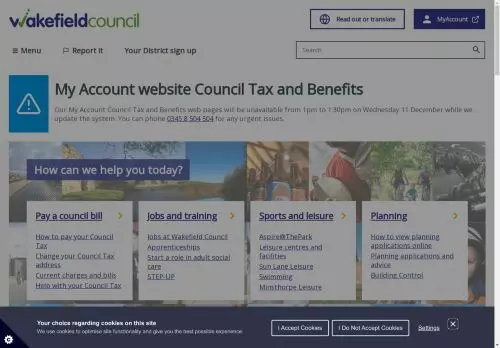 wakefieldcouncil
Read out or translate
MyAccount
Menu
Report it
Your District sign up
Search
My Account website Council Tax and Benefits
Our My Account Council Tax and Benefits web pages will be unavailable from 1pm to 1:30pm on Wednesday 11 December while we
update the system. You can phone 0345 8 504 504 for any urgent issues.
How can we help you today?
Pay a council bill
How to pay your Council
Tax
Change your Council Tax
address
Current charges and bills
Help with your Council Tax
Jobs and training
Jobs at Wakefield Council
Apprenticeships
Start a role in adult social
care
STEP-UP
Sports and leisure
Aspire@ThePark
Leisure centres and
facilities
Sun Lane Leisure
Swimming
Minsthorpe Leisure
Planning
How to view planning
applications online
Planning applications and
advice
Building Control
Your choice regarding cookies on this site
We use cookies to optimise site functionality and give you the best possible experience.
I Accept Cookies
I Do Not Accept Cookies
Settings